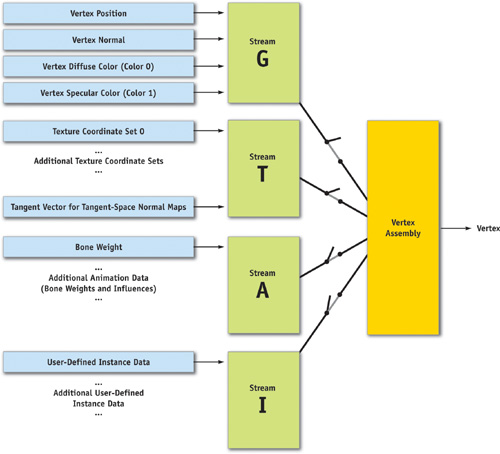 Vertex Position
Vertex Normal
Vertex Diffuse Color (Color 0)
Vertex Specular Color (Color 1)
Stream
G
Texture Coordinate Set 0
...
Additional Texture Coordinate Sets
...
Tangent Vector for Tangent-Space Normal Maps
Stream
T
Bone Weight
...
Additional Animation Data
(Bone Weights and Influences)
...
Stream
A
User-Defined Instance Data
...
Additional User-Defined
Instance Data
...
Stream
I
Vertex
Assembly
Vertex